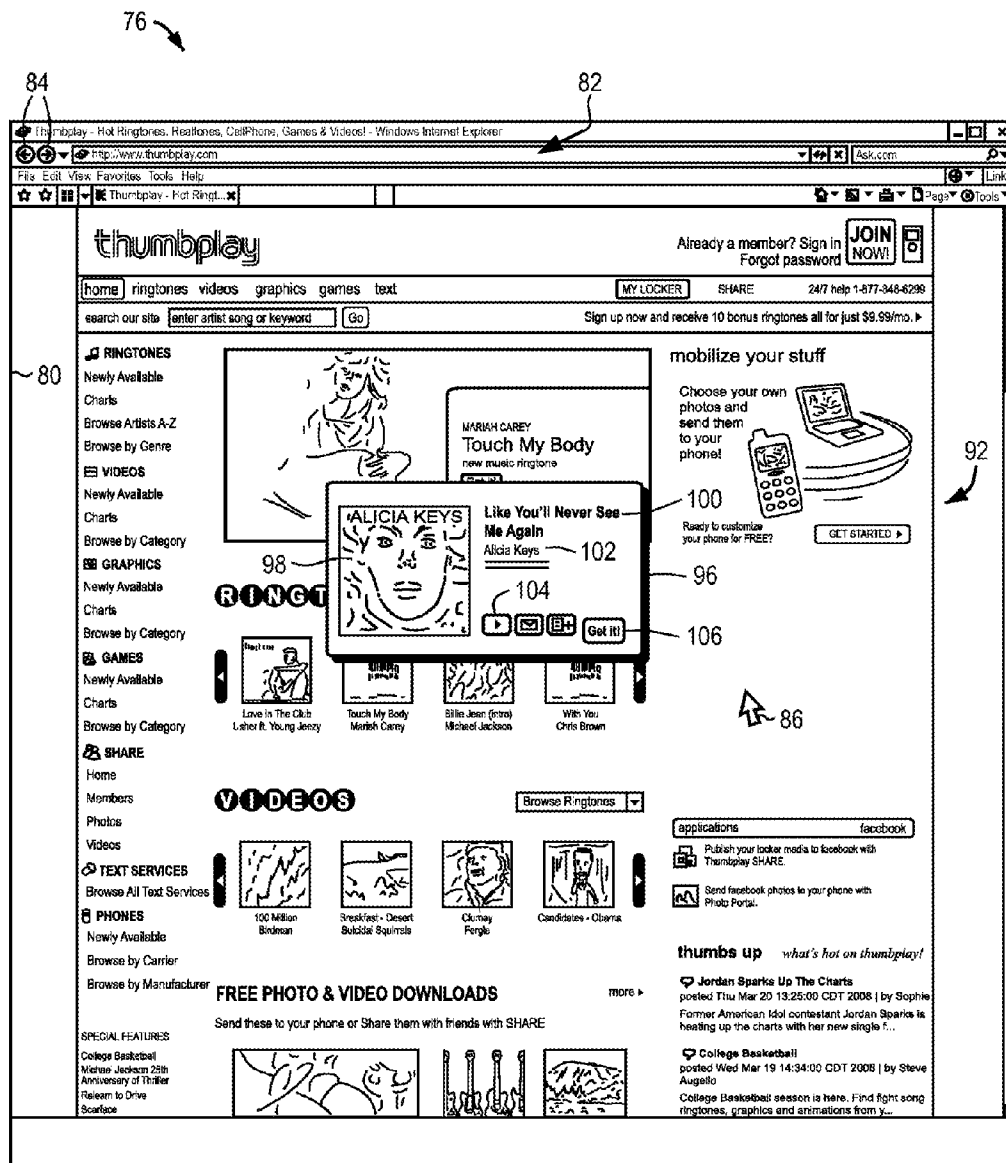 76
84
82
Thumbplay - Hot Ringtones, Realtones, CellPhone, Games & Videos! - Windows Internet Explorer
http://www.thumbplay.com
Ask.com
File Edit View Favorites Tools Help
Link
Thumbplay - Hot Ringt...
Page
Tools
thumbplay
Already a member? Sign in
Forgot password
JOIN
NOW!
home ringtones videos graphics games text
MY LOCKER
SHARE
24/7 help 1-877-848-6299
search our site
enter artist song or keyword
Go
Sign up now and receive 10 bonus ringtones all for just $9.99/mo.
80
RINGTONES
Newly Available
Charts
Browse Artists A-Z
Browse by Genre
VIDEOS
Newly Available
Charts
Browse by Category
GRAPHICS
Newly Available
Charts
Browse by Category
GAMES
Newly Available
Charts
Browse by Category
SHARE
Home
Members
Photos
Videos
TEXT SERVICES
Browse All Text Services
PHONES
Newly Available
Browse by Carrier
Browse by Manufacturer
SPECIAL FEATURES
College Basketball
Michael Jackson 25th
Anniversary of Thriller
Relearn to Drive
Scarface
MARIAH CAREY
Touch My Body
new music ringtone
mobilize your stuff
Choose your own
photos and
send them
to your
phone!
Ready to customize
your phone for FREE?
GET STARTED
92
ALICIA KEYS
Like You'll Never See
Me Again
Alicia Keys
Get it!
98
100
102
96
104
106
RINGT
Love In The Club
Usher ft. Young Jeezy
Touch My Body
Mariah Carey
Billie Jean (intro)
Michael Jackson
With You
Chris Brown
86
VIDEOS
Browse Ringtones
100 Million
Birdman
Breakfast - Desert
Suicidal Squirrels
Clumsy
Fergie
Candidates - Obama
applications
facebook
Publish your locker media to facebook with
Thumbplay SHARE.
Send facebook photos to your phone with
Photo Portal.
thumbs up what's hot on thumbplay!
Jordan Sparks Up The Charts
posted Thu Mar 20 13:25:00 CDT 2008 | by Sophie
Former American Idol contestant Jordan Sparks is
heating up the charts with her new single f...
College Basketball
posted Wed Mar 19 14:34:00 CDT 2008 | by Steve
Augello
College Basketball season is here. Find fight song
ringtones, graphics and animations from y...
FREE PHOTO & VIDEO DOWNLOADS
more
Send these to your phone or Share them with friends with SHARE